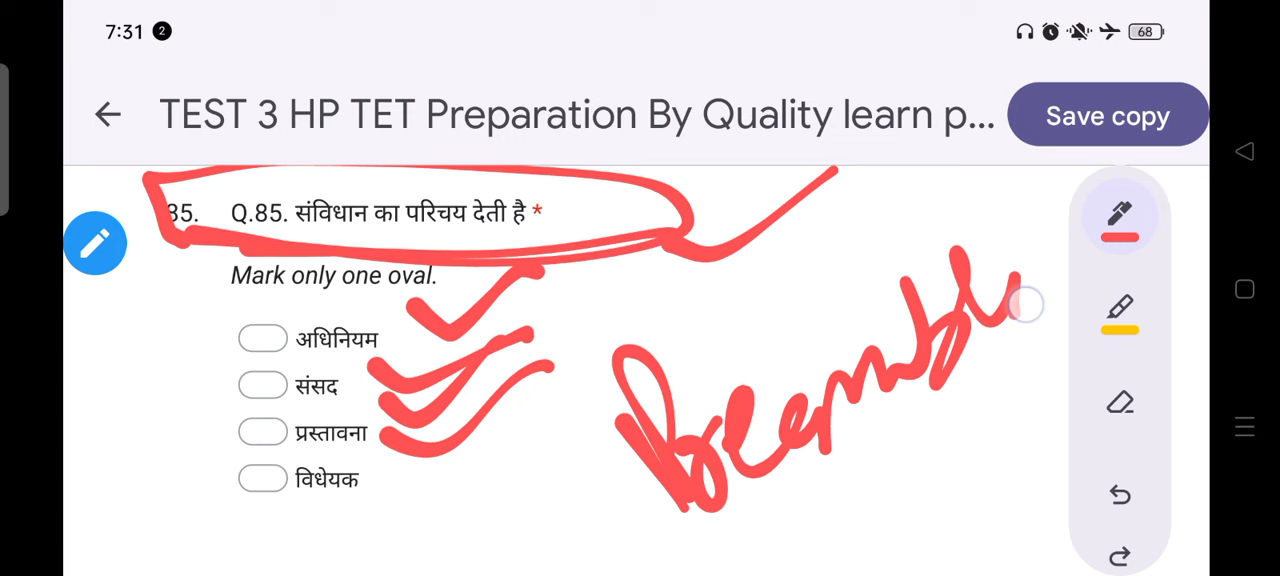 7:31 2 68
TEST 3 HP TET Preparation By Quality learn p... Save copy
35. Q.85. संविधान का परिचय देती है *
Mark only one oval.
अधिनियम
संसद
प्रस्तावना
विधेयक